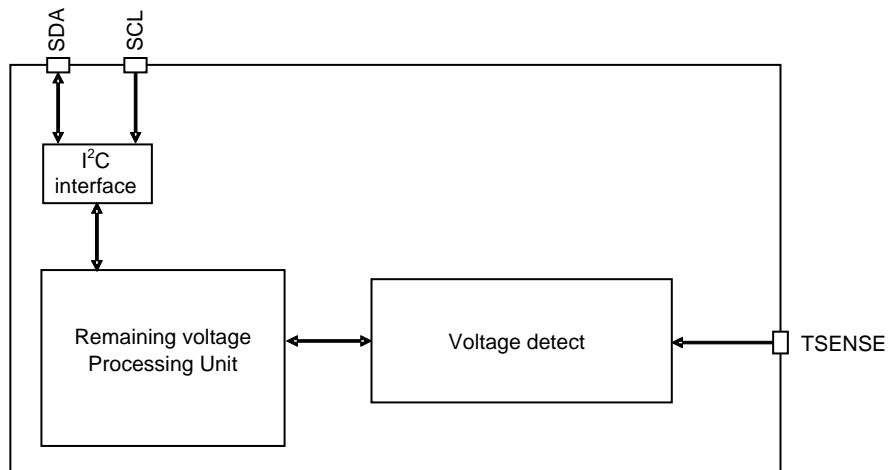 SDA
SCL
I²C
interface
Remaining voltage
Processing Unit
Voltage detect
TSENSE